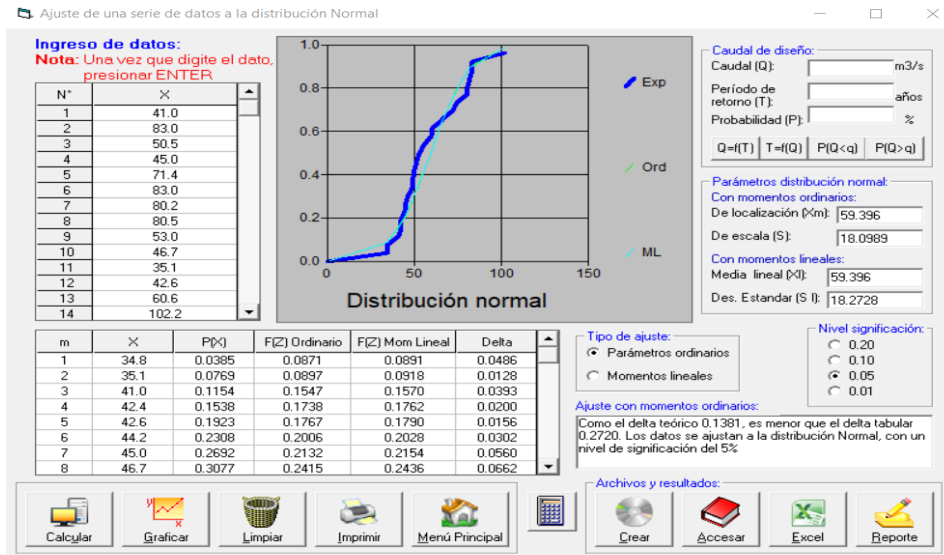 Ajuste de una serie de datos a la distribución Normal
Ingreso de datos:
Nota: Una vez que digite el dato,
presionar ENTER
N° X
1 41.0
2 83.0
3 50.5
4 45.0
5 71.4
6 83.0
7 80.2
8 80.5
9 53.0
10 46.7
11 35.1
12 42.6
13 60.6
14 102.2
1.0
0.8
0.6
0.4
0.2
0.0
0 50 100 150
Distribución normal
Exp
Ord
ML
Caudal de diseño:
Caudal (Q): m3/s
Período de
retorno (T): años
Probabilidad (P): %
Q=f(T) T=f(Q) P(Q<q) P(Q>q)
Parámetros distribución normal:
Con momentos ordinarios:
De localización (Xm): 59.396
De escala (S): 18.0989
Con momentos lineales:
Media lineal (Xl): 59.396
Des. Estandar (S l): 18.2728
m X P(X) F(Z) Ordinario F(Z) Mom Lineal Delta
1 34.8 0.0385 0.0871 0.0891 0.0486
2 35.1 0.0769 0.0897 0.0918 0.0128
3 41.0 0.1154 0.1547 0.1570 0.0393
4 42.4 0.1538 0.1738 0.1762 0.0200
5 42.6 0.1923 0.1767 0.1790 0.0156
6 44.2 0.2308 0.2006 0.2028 0.0302
7 45.0 0.2692 0.2132 0.2154 0.0560
8 46.7 0.3077 0.2415 0.2436 0.0662
Tipo de ajuste:
Parámetros ordinarios
Momentos lineales
Nivel significación:
0.20
0.10
0.05
0.01
Ajuste con momentos ordinarios:
Como el delta teórico 0.1381, es menor que el delta tabular
0.2720. Los datos se ajustan a la distribución Normal, con un
nivel de significación del 5%
Calcular Graficar Limpiar Imprimir Menú Principal
Archivos y resultados:
Crear Accesar Excel Reporte